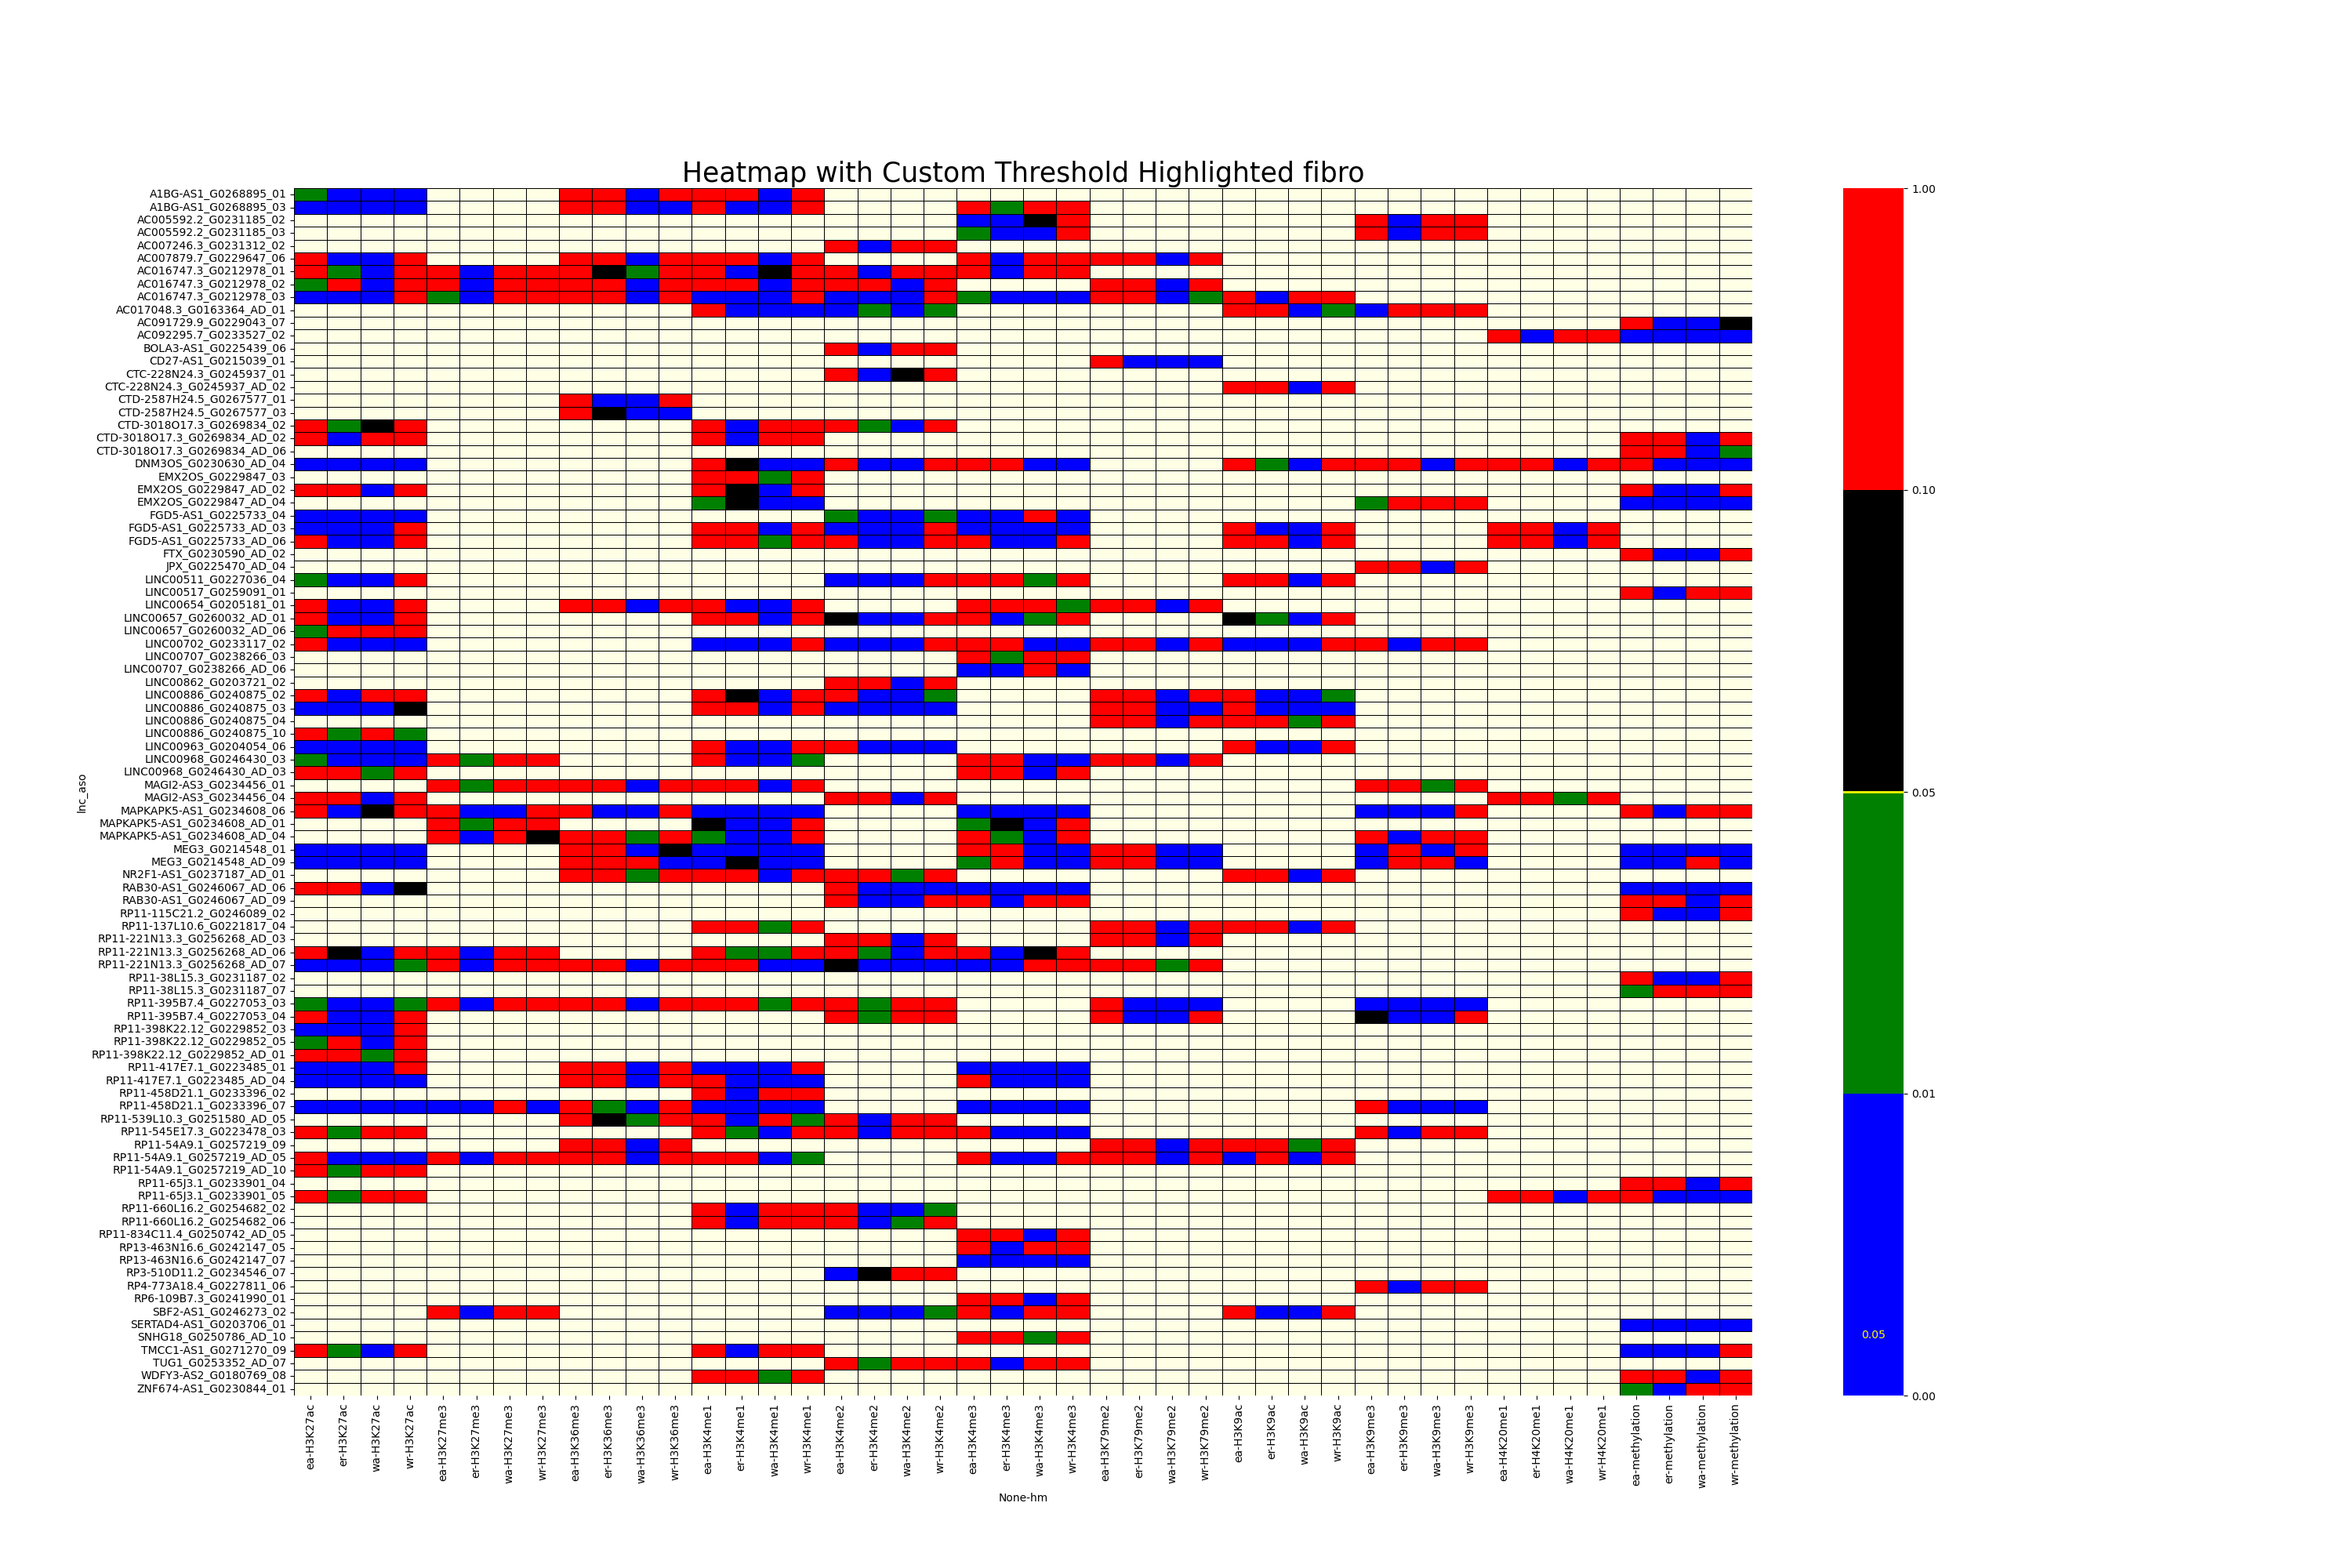 Heatmap with Custom Threshold Highlighted fibro
A1BG-AS1_G0268895_01
A1BG-AS1_G0268895_03
AC005592.2_G0231185_02
AC005592.2_G0231185_03
AC007246.3_G0231312_02
AC007879.7_G0229647_06
AC016747.3_G0212978_01
AC016747.3_G0212978_02
AC016747.3_G0212978_03
AC017048.3_G0163364_AD_01
AC091729.9_G0229043_07
AC092295.7_G0233527_02
BOLA3-AS1_G0225439_06
CD27-AS1_G0215039_01
CTC-228N24.3_G0245937_01
CTC-228N24.3_G0245937_AD_02
CTD-2587H24.5_G0267577_01
CTD-2587H24.5_G0267577_03
CTD-3018O17.3_G0269834_02
CTD-3018O17.3_G0269834_AD_02
CTD-3018O17.3_G0269834_AD_06
DNM3OS_G0230630_AD_04
EMX2OS_G0229847_03
EMX2OS_G0229847_AD_02
EMX2OS_G0229847_AD_04
FGD5-AS1_G0225733_04
FGD5-AS1_G0225733_AD_03
FGD5-AS1_G0225733_AD_06
FTX_G0230590_AD_02
JPX_G0225470_AD_04
LINC00511_G0227036_04
LINC00517_G0259091_01
LINC00654_G0205181_01
LINC00657_G0260032_AD_01
LINC00657_G0260032_AD_06
LINC00702_G0233117_02
LINC00707_G0238266_03
LINC00707_G0238266_AD_06
LINC00862_G0203721_02
LINC00886_G0240875_02
LINC00886_G0240875_03
LINC00886_G0240875_04
LINC00886_G0240875_10
LINC00963_G0204054_06
LINC00968_G0246430_03
LINC00968_G0246430_AD_03
MAGI2-AS3_G0234456_01
MAGI2-AS3_G0234456_04
MAPKAPK5-AS1_G0234608_06
MAPKAPK5-AS1_G0234608_AD_01
MAPKAPK5-AS1_G0234608_AD_04
MEG3_G0214548_01
MEG3_G0214548_AD_09
NR2F1-AS1_G0237187_AD_01
RAB30-AS1_G0246067_AD_06
RAB30-AS1_G0246067_AD_09
RP11-115C21.2_G0246089_02
RP11-137L10.6_G0221817_04
RP11-221N13.3_G0256268_AD_03
RP11-221N13.3_G0256268_AD_06
RP11-221N13.3_G0256268_AD_07
RP11-38L15.3_G0231187_02
RP11-38L15.3_G0231187_07
RP11-395B7.4_G0227053_03
RP11-395B7.4_G0227053_04
RP11-398K22.12_G0229852_03
RP11-398K22.12_G0229852_05
RP11-398K22.12_G0229852_AD_01
RP11-417E7.1_G0223485_01
RP11-417E7.1_G0223485_AD_04
RP11-458D21.1_G0233396_02
RP11-458D21.1_G0233396_07
RP11-539L10.3_G0251580_AD_05
RP11-545E17.3_G0223478_03
RP11-54A9.1_G0257219_09
RP11-54A9.1_G0257219_AD_05
RP11-54A9.1_G0257219_AD_10
RP11-65J3.1_G0233901_04
RP11-65J3.1_G0233901_05
RP11-660L16.2_G0254682_02
RP11-660L16.2_G0254682_06
RP11-834C11.4_G0250742_AD_05
RP13-463N16.6_G0242147_05
RP13-463N16.6_G0242147_07
RP3-510D11.2_G0234546_07
RP4-773A18.4_G0227811_06
RP6-109B7.3_G0241990_01
SBF2-AS1_G0246273_02
SERTAD4-AS1_G0203706_01
SNHG18_G0250786_AD_10
TMCC1-AS1_G0271270_09
TUG1_G0253352_AD_07
WDFY3-AS2_G0180769_08
ZNF674-AS1_G0230844_01
lnc_aso
ea-H3K27ac
er-H3K27ac
wa-H3K27ac
wr-H3K27ac
ea-H3K27me3
er-H3K27me3
wa-H3K27me3
wr-H3K27me3
ea-H3K36me3
er-H3K36me3
wa-H3K36me3
wr-H3K36me3
ea-H3K4me1
er-H3K4me1
wa-H3K4me1
wr-H3K4me1
ea-H3K4me2
er-H3K4me2
wa-H3K4me2
wr-H3K4me2
ea-H3K4me3
er-H3K4me3
wa-H3K4me3
wr-H3K4me3
ea-H3K79me2
er-H3K79me2
wa-H3K79me2
wr-H3K79me2
ea-H3K9ac
er-H3K9ac
wa-H3K9ac
wr-H3K9ac
ea-H3K9me3
er-H3K9me3
wa-H3K9me3
wr-H3K9me3
ea-H4K20me1
er-H4K20me1
wa-H4K20me1
wr-H4K20me1
ea-methylation
er-methylation
wa-methylation
wr-methylation
None-hm
1.00
0.10
0.05
0.01
0.05
0.00